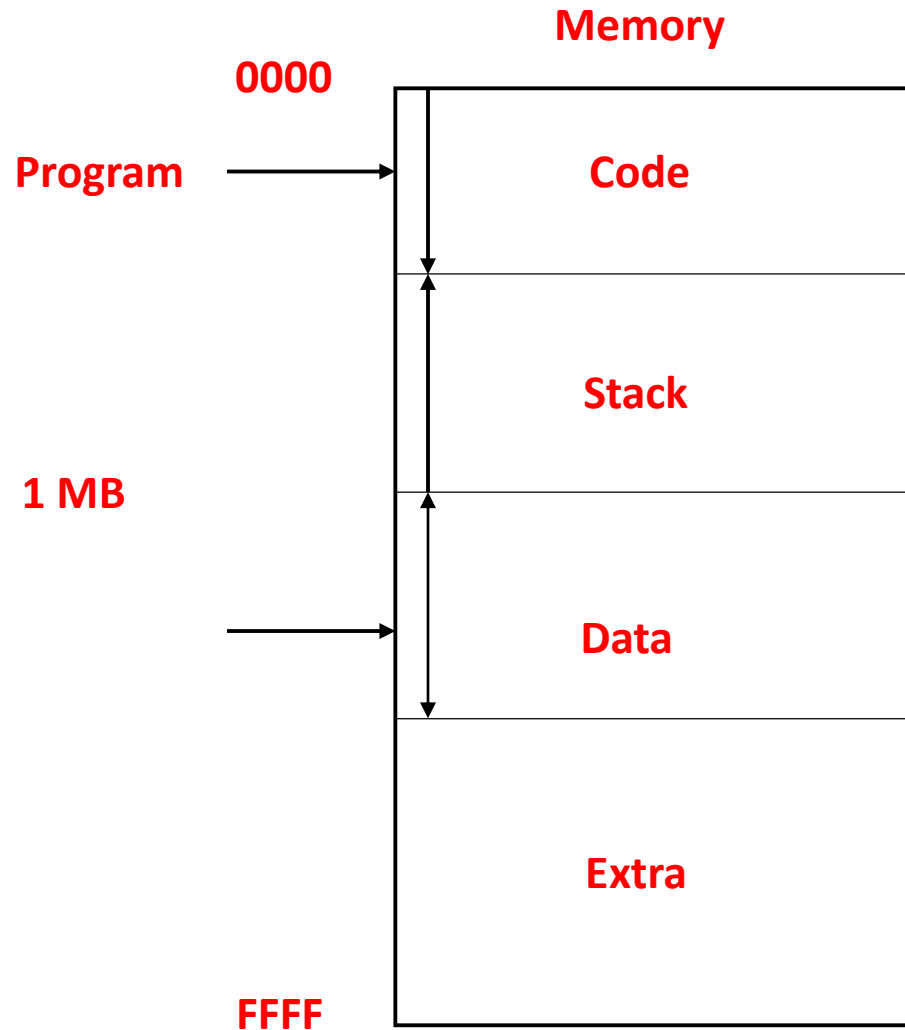 Memory
0000
Program
Code
Stack
1 MB
Data
Extra
FFFF